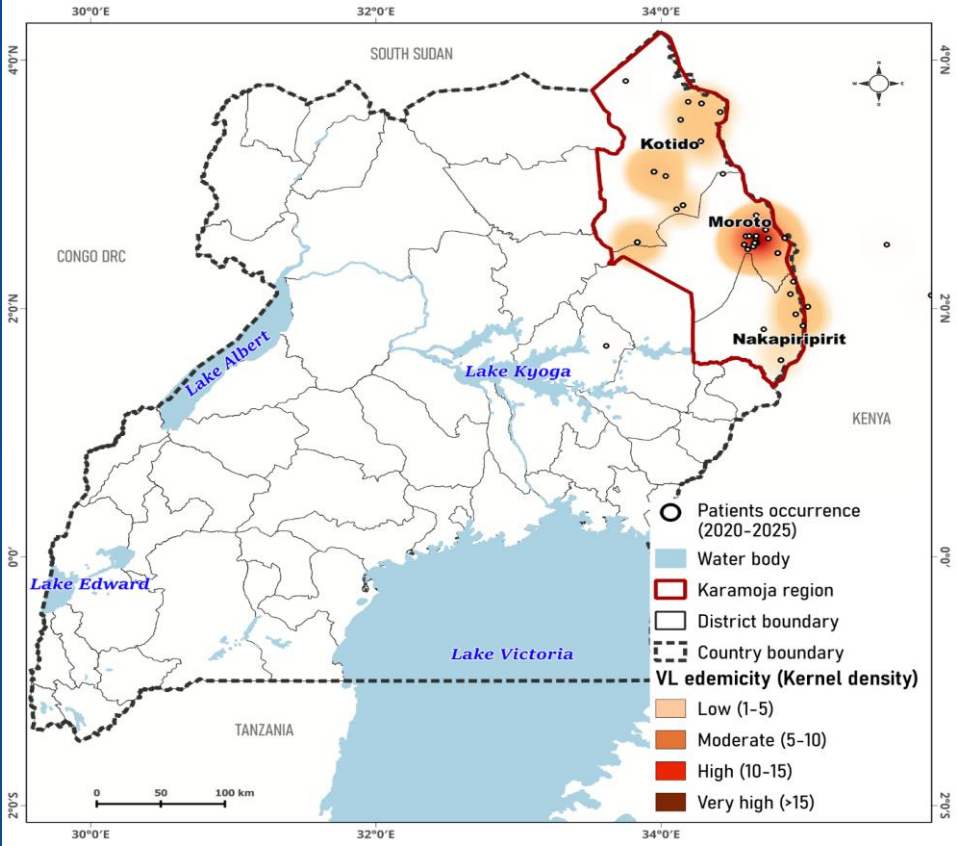 30°0'E 32°0'E 34°0'E
4°0'N
4°0'N
SOUTH SUDAN
N
W E
S
Kotido
Moroto
CONGO DRC
2°0'N
2°0'N
Nakapiripirit
Lake Albert
Lake Kyoga
KENYA
Patients occurrence
(2020-2025)
Water body
Karamoja region
District boundary
Country boundary
VL edemicity (Kernel density)
Low (1-5)
Moderate (5-10)
High (10-15)
Very high (>15)
0°0'
0°0'
Lake Edward
Lake Victoria
TANZANIA
0 50 100 km
2°0'S
2°0'S
30°0'E 32°0'E 34°0'E